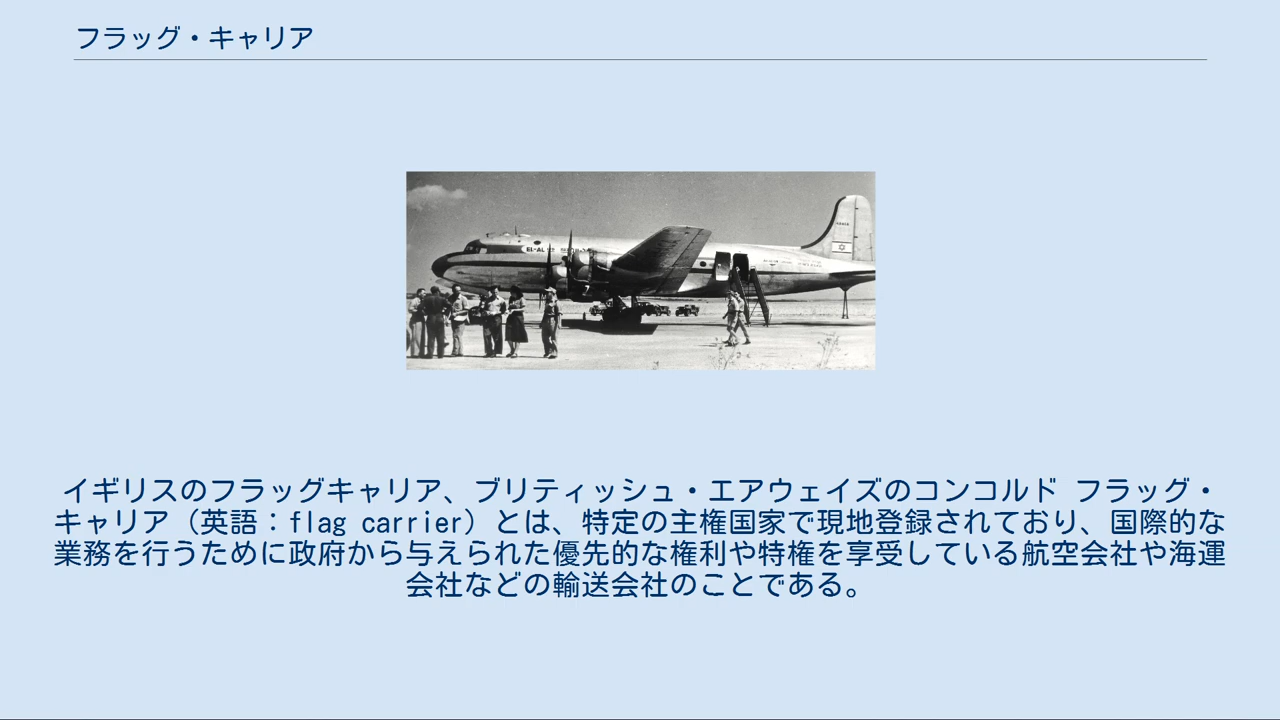 フラッグ・キャリア
EL-AL
イギリスのフラッグキャリア、ブリティッシュ・エアウェイズのコンコルド フラッグ・
キャリア（英語：flag carrier）とは、特定の主権国家で現地登録されており、国際的な
業務を行うために政府から与えられた優先的な権利や特権を享受している航空会社や海運
会社などの輸送会社のことである。